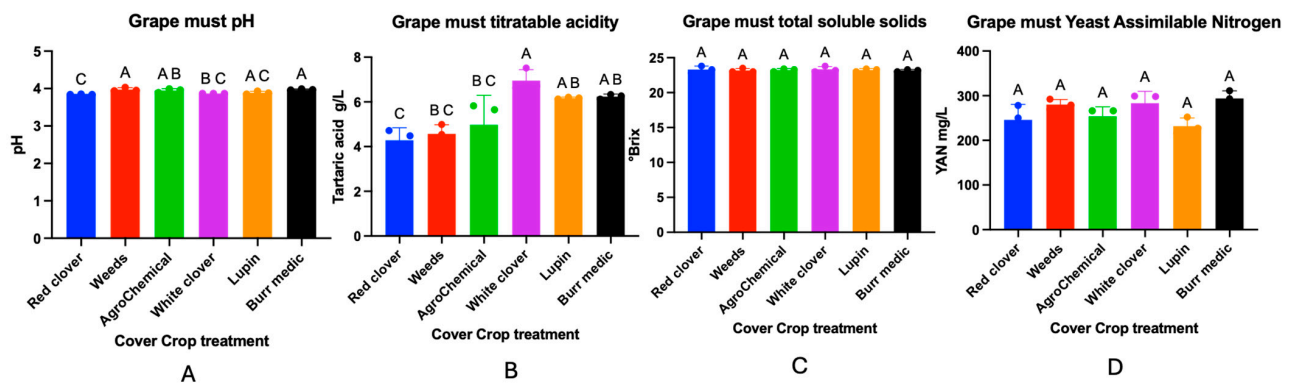 Grape must pH
5
4
3
2
1
0
pH
C
A
A B
B C
A C
A
Red clover
Weeds
AgroChemical
White clover
Lupin
Burr medic
Cover Crop treatment
A
Grape must titratable acidity
8
6
4
2
0
Tartaric acid g/L
C
B C
B C
A
A B
A B
Red clover
Weeds
AgroChemical
White clover
Lupin
Burr medic
Cover Crop treatment
B
Grape must total soluble solids
25
20
15
10
5
0
°Brix
A
A
A
A
A
A
Red clover
Weeds
AgroChemical
White clover
Lupin
Burr medic
Cover Crop treatment
C
Grape must Yeast Assimilable Nitrogen
400
300
200
100
0
YAN mg/L
A
A
A
A
A
A
Red clover
Weeds
AgroChemical
White clover
Lupin
Burr medic
Cover Crop treatment
D